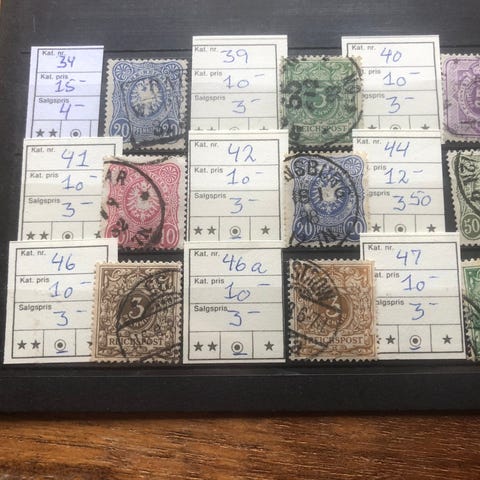 Kat. nr.
34
Kat. pris
15-
Salgspris
4-
20 PFENNIG 20
Kat. nr.
39
Kat. pris
10-
Salgspris
3-
3
REICHSPOST
Kat. nr.
40
Kat. pris
10-
Salgspris
3-
Kat. nr.
41
Kat. pris
10-
Salgspris
3-
10
Kat. nr.
42
Kat. pris
10-
Salgspris
3-
20
20
Kat. nr.
44
Kat. pris
12-
Salgspris
3 50
50
Kat. nr.
46
Kat. pris
10-
Salgspris
3-
3
REICHSPOST
Kat. nr.
46a
Kat. pris
10-
Salgspris
3-
3
REICHSPOST
Kat. nr.
47
Kat. pris
10-
Salgspris
3-